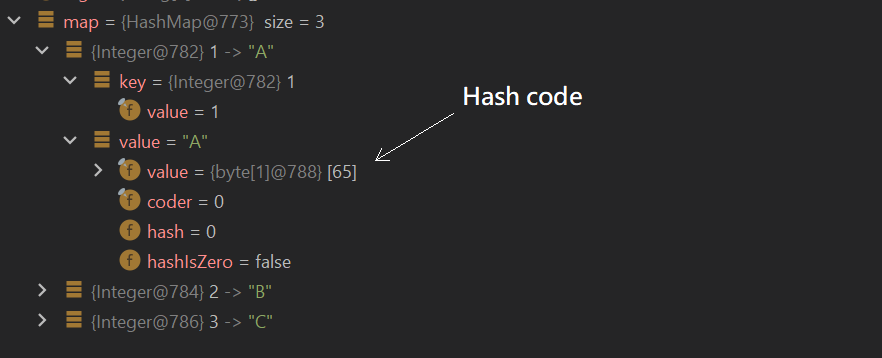 map = {HashMap@773} size = 3
{Integer@782} 1 -> "A"
key = {Integer@782} 1
Hash code
f value = 1
value = "A"
f value = {byte[1]@788} [65]
f coder = 0
f hash = 0
f hashIsZero = false
{Integer@784} 2 -> "B"
{Integer@786} 3 -> "C"